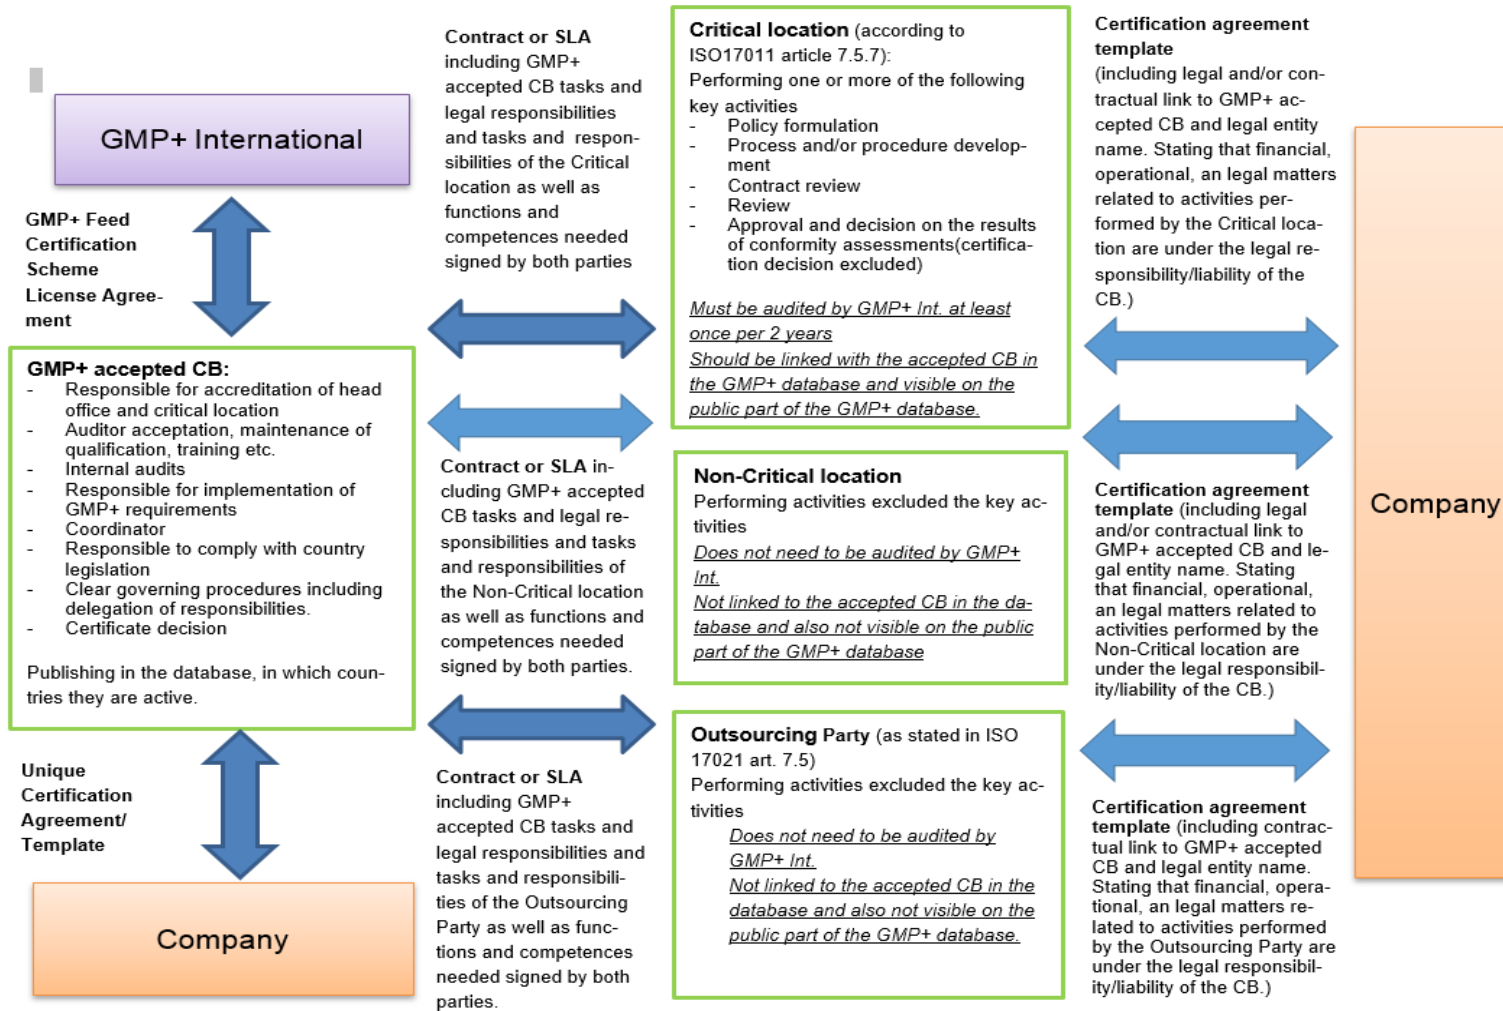 GMP+ International
GMP+ Feed
Certification
Scheme
License Agree-
ment
GMP+ accepted CB:
- Responsible for accreditation of head
office and critical location
- Auditor acceptation, maintenance of
qualification, training etc.
- Internal audits
- Responsible for implementation of
GMP+ requirements
- Coordinator
- Responsible to comply with country
legislation
- Clear governing procedures including
delegation of responsibilities.
- Certificate decision
Publishing in the database, in which coun-
tries they are active.
Unique
Certification
Agreement/
Template
Company
Contract or SLA
including GMP+
accepted CB tasks and
legal responsibilities
and tasks and respon-
sibilities of the Critical
location as well as
functions and
competences needed
signed by both parties
Contract or SLA in-
cluding GMP+ accepted
CB tasks and legal re-
sponsibilities and tasks
and responsibilities of
the Non-Critical location
as well as functions and
competences needed
signed by both parties.
Contract or SLA
including GMP+
accepted CB tasks and
legal responsibilities and
tasks and responsibili-
ties of the Outsourcing
Party as well as func-
tions and competences
needed signed by both
parties.
Critical location (according to
ISO17011 article 7.5.7):
Performing one or more of the following
key activities
- Policy formulation
- Process and/or procedure develop-
ment
- Contract review
- Review
- Approval and decision on the results
of conformity assessments(certifica-
tion decision excluded)
Must be audited by GMP+ Int. at least
once per 2 years
Should be linked with the accepted CB in
the GMP+ database and visible on the
public part of the GMP+ database.
Non-Critical location
Performing activities excluded the key ac-
tivities
Does not need to be audited by GMP+
Int.
Not linked to the accepted CB in the da-
tabase and also not visible on the public
part of the GMP+ database
Outsourcing Party (as stated in ISO
17021 art. 7.5)
Performing activities excluded the key ac-
tivities
Does not need to be audited by
GMP+ Int.
Not linked to the accepted CB in the
database and also not visible on the
public part of the GMP+ database.
Certification agreement
template
(including legal and/or con-
tractual link to GMP+ ac-
cepted CB and legal entity
name. Stating that financial,
operational, an legal matters
related to activities per-
formed by the Critical loca-
tion are under the legal re-
sponsibility/liability of the
CB.)
Certification agreement
template (including legal
and/or contractual link to
GMP+ accepted CB and le-
gal entity name. Stating
that financial, operational,
an legal matters related to
activities performed by the
Non-Critical location are
under the legal responsibil-
ity/liability of the CB.)
Certification agreement
template (including contrac-
tual link to GMP+ accepted
CB and legal entity name.
Stating that financial, opera-
tional, an legal matters re-
lated to activities performed
by the Outsourcing Party are
under the legal responsibil-
ity/liability of the CB.)
Company